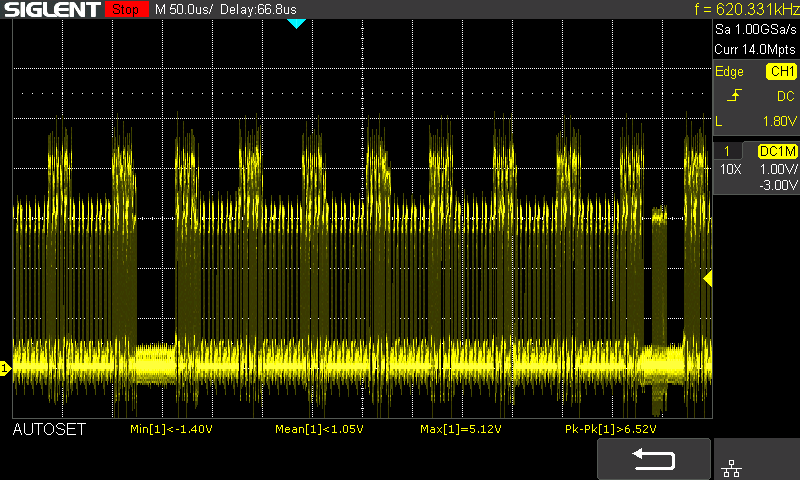 SIGLENT Stop M 50.0us/ Delay:66.8us f = 620.331kHz
Sa 1.00GSa/s
Curr 14.0Mpts
Edge CH1
DC
L 1.80V
1 DC1M
10X 1.00V/
-3.00V
1
AUTOSET Min[1]<-1.40V Mean[1]<1.05V Max[1]=5.12V Pk-Pk[1]>6.52V